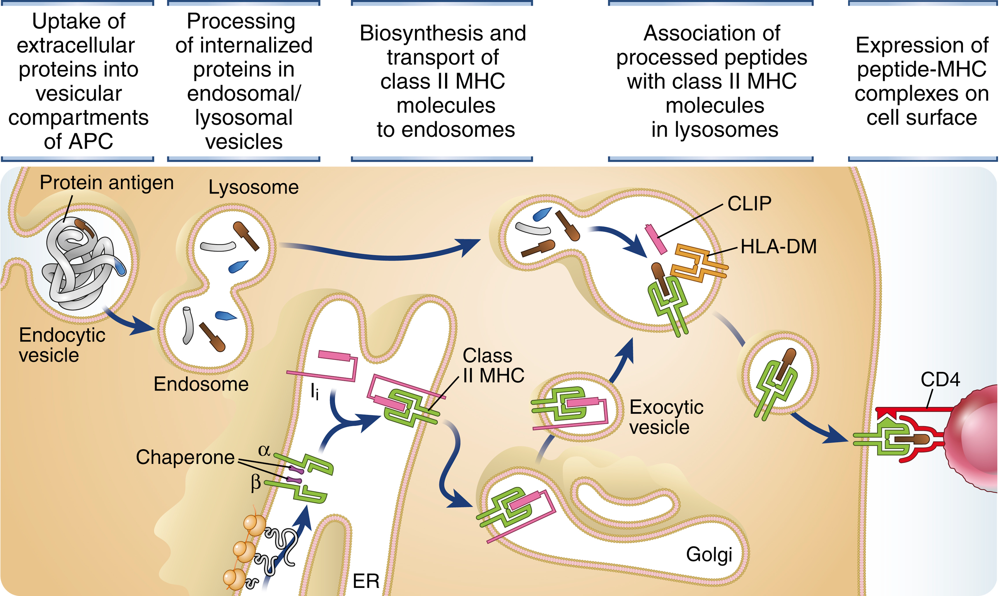 Uptake of
extracellular
proteins into
vesicular
compartments
of APC
Processing
of internalized
proteins in
endosomal/
lysosomal
vesicles
Biosynthesis and
transport of
class II MHC
molecules
to endosomes
Association of
processed peptides
with class II MHC
molecules
in lysosomes
Expression of
peptide-MHC
complexes on
cell surface
Protein antigen
Lysosome
CLIP
HLA-DM
Endocytic
vesicle
Endosome
Class
II MHC
Ii
CD4
Exocytic
vesicle
Chaperone
α
β
Golgi
ER